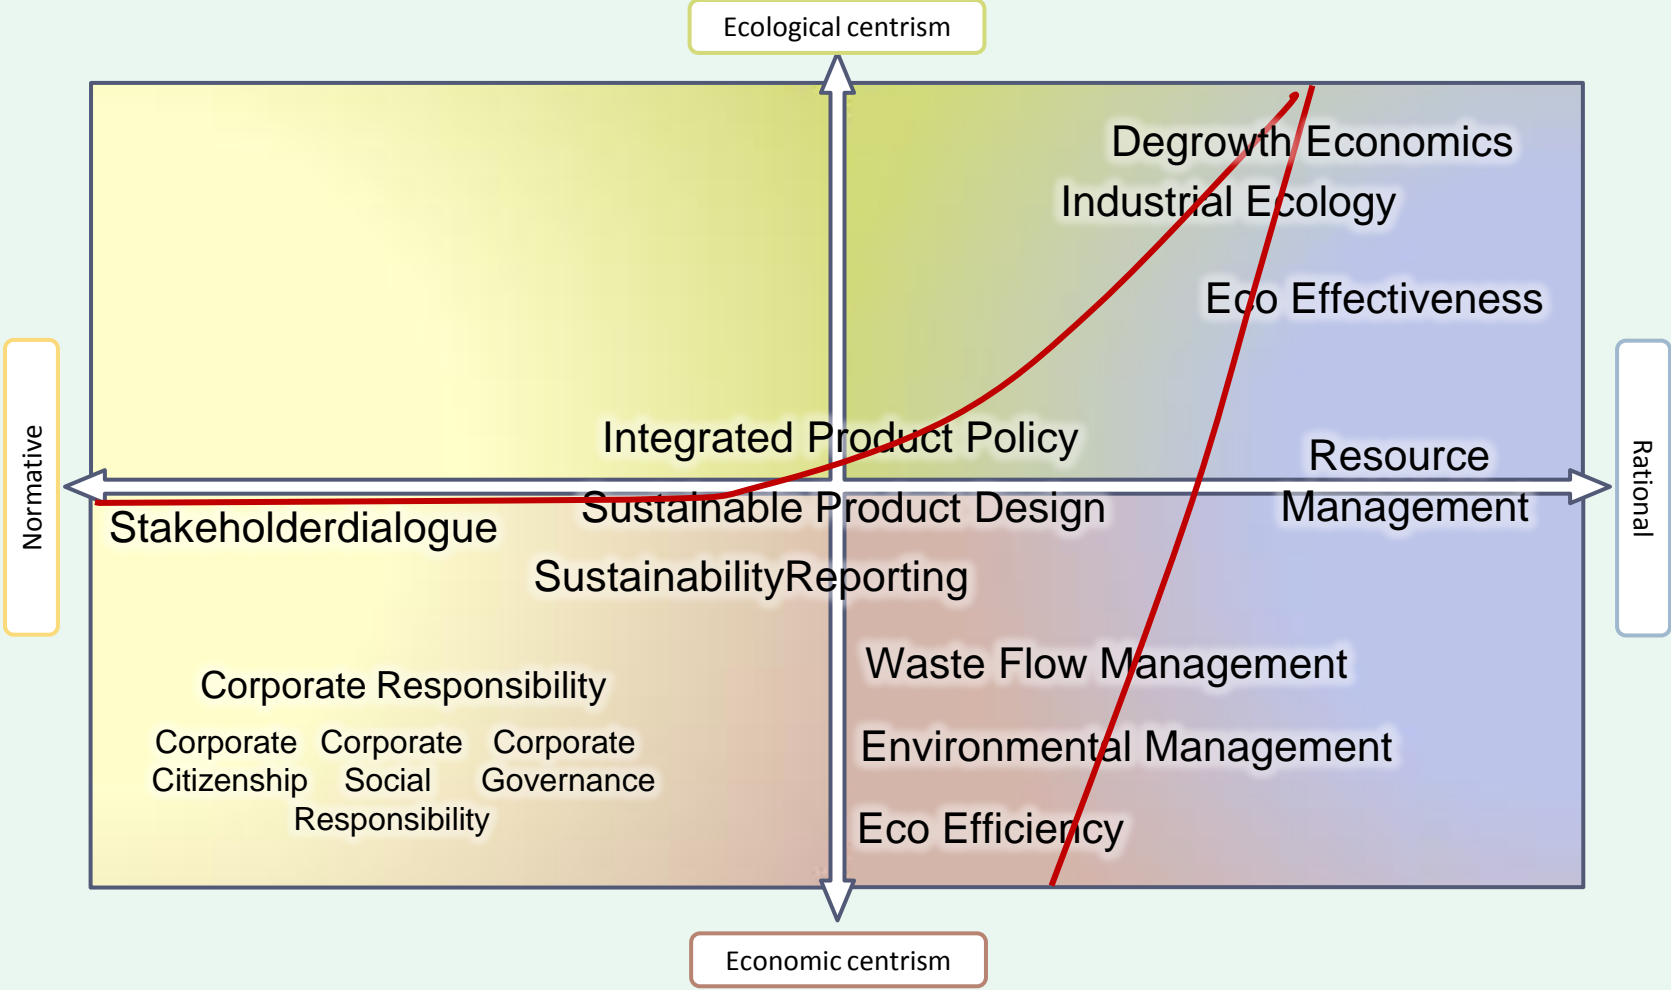 Ecological centrism
Degrowth Economics
Industrial Ecology
Eco Effectiveness
Normative
Integrated Product Policy
Resource
Management
Rational
Sustainable Product Design
Stakeholderdialogue
SustainabilityReporting
Waste Flow Management
Corporate Responsibility
Corporate
Citizenship
Corporate
Social
Responsibility
Corporate
Governance
Environmental Management
Eco Efficiency
Economic centrism